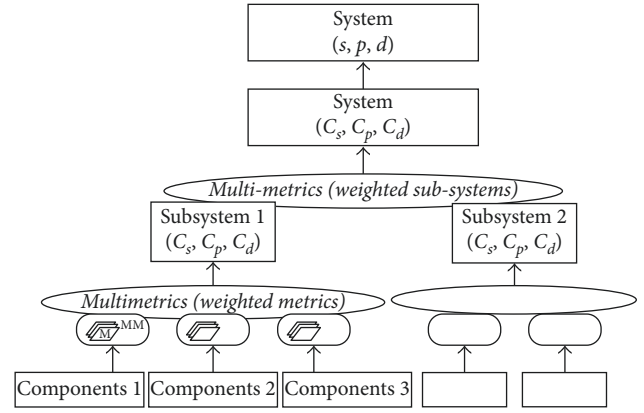 System
(s, p, d)
System
(Cs, Cp, Cd)
Multi-metrics (weighted sub-systems)
Subsystem 1
(Cs, Cp, Cd)
Subsystem 2
(Cs, Cp, Cd)
Multimetrics (weighted metrics)
M
MM
Components 1
Components 2
Components 3